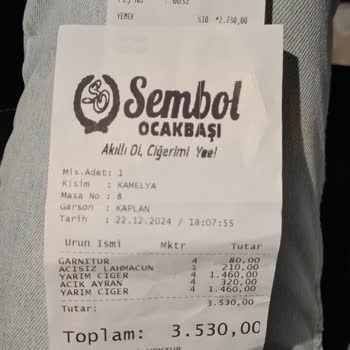 0032
YEMEK %10 *2.730,00
Sembol
OCAKBAŞI
Akıllı Di, Ciğerimi Yee!
Mis.Adet: 1
Kisim : KAMELYA
Masa No : 8
Garson : KAPLAN
Tarih : 22.12.2024 / 18:07:55
Urun Ismi Mktr Tutar
GARNITUR 4 80,00
ACISIZ LAHMACUN 1 210,00
YARIM CIGER 4 1.460,00
ACIK AYRAN 4 320,00
YARIM CIGER 4 1.460,00
Tutar: 3.530,00
Toplam: 3.530,00